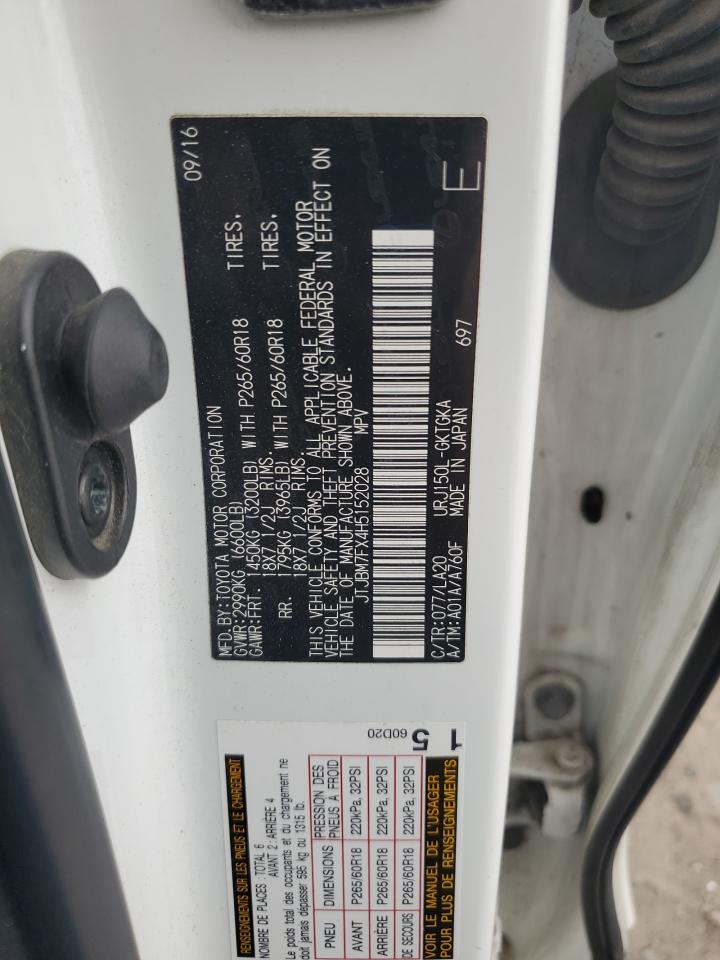 MFD.BY:TOYOTA MOTOR CORPORATION 09/16
GVWR:2990KG (6600LB)
GAWR:FRT. 1450KG (3200LB) WITH P265/60R18 TIRES.
18X7 1/2J RIMS.
RR. 1795KG (3965LB) WITH P265/60R18 TIRES.
18X7 1/2J RIMS.
THIS VEHICLE CONFORMS TO ALL APPLICABLE FEDERAL MOTOR
VEHICLE SAFETY AND THEFT PREVENTION STANDARDS IN EFFECT ON
THE DATE OF MANUFACTURE SHOWN ABOVE.
JTJBM7FX4H5152028 MPV
C/TR:077/LA20 URJ150L-GKTGKA
A/TM:A01A/A760F MADE IN JAPAN 697 E
RENSEIGNEMENTS SUR LES PNEUS ET LE CHARGEMENT
NOMBRE DE PLACES: TOTAL 6
AVANT 2: ARRIÈRE 4
Le poids total des occupants et du chargement ne
doit jamais dépasser 595 kg ou 1315 lb.
PNEU DIMENSIONS PRESSION DES PNEUS A FROID
AVANT P265/60R18 220kPa, 32PSI
ARRIÈRE P265/60R18 220kPa, 32PSI
DE SECOURS P265/60R18 220kPa, 32PSI
60D20
5
1
VOIR LE MANUEL DE L'USAGER
POUR PLUS DE RENSEIGNEMENTS